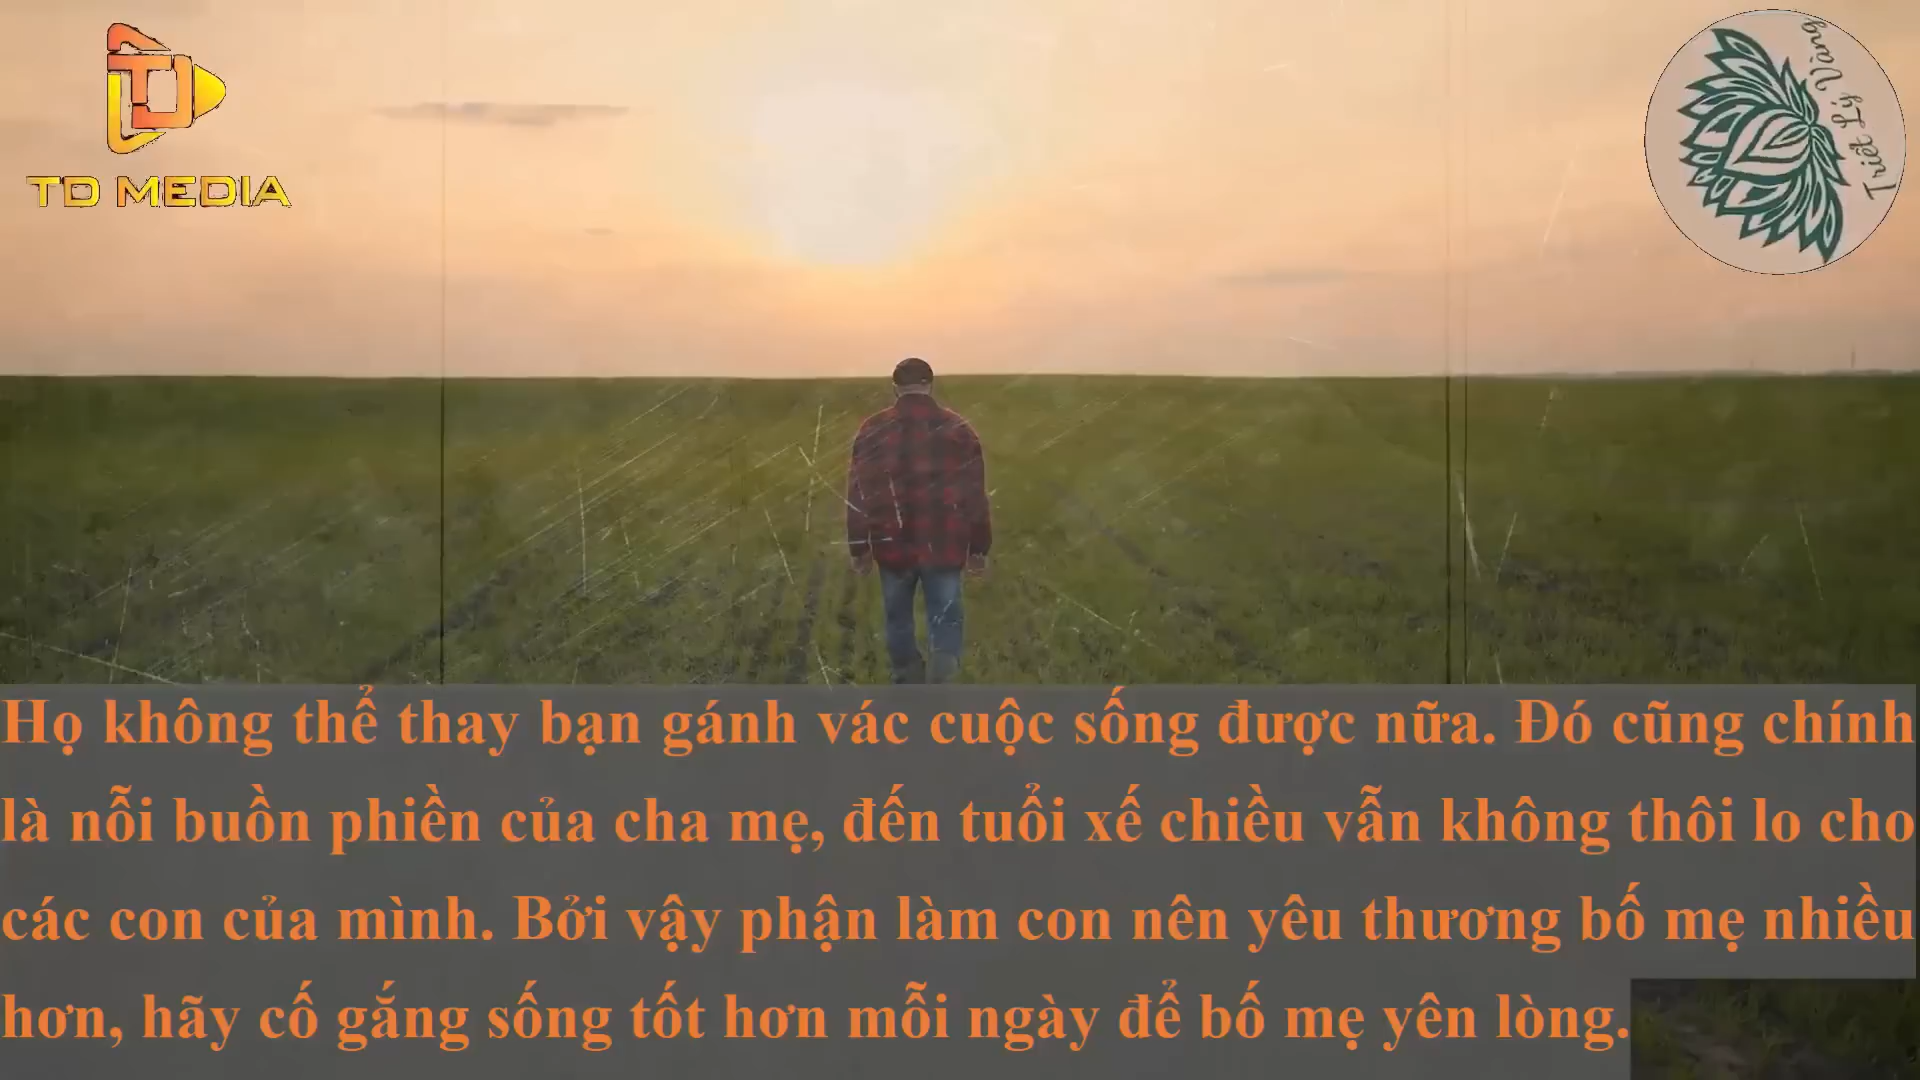 TD MEDIA
Triết Lý Vàng
Họ không thể thay bạn gánh vác cuộc sống được nữa. Đó cũng chính
là nỗi buồn phiền của cha mẹ, đến tuổi xế chiều vẫn không thôi lo cho
các con của mình. Bởi vậy phận làm con nên yêu thương bố mẹ nhiều
hơn, hãy cố gắng sống tốt hơn mỗi ngày để bố mẹ yên lòng.